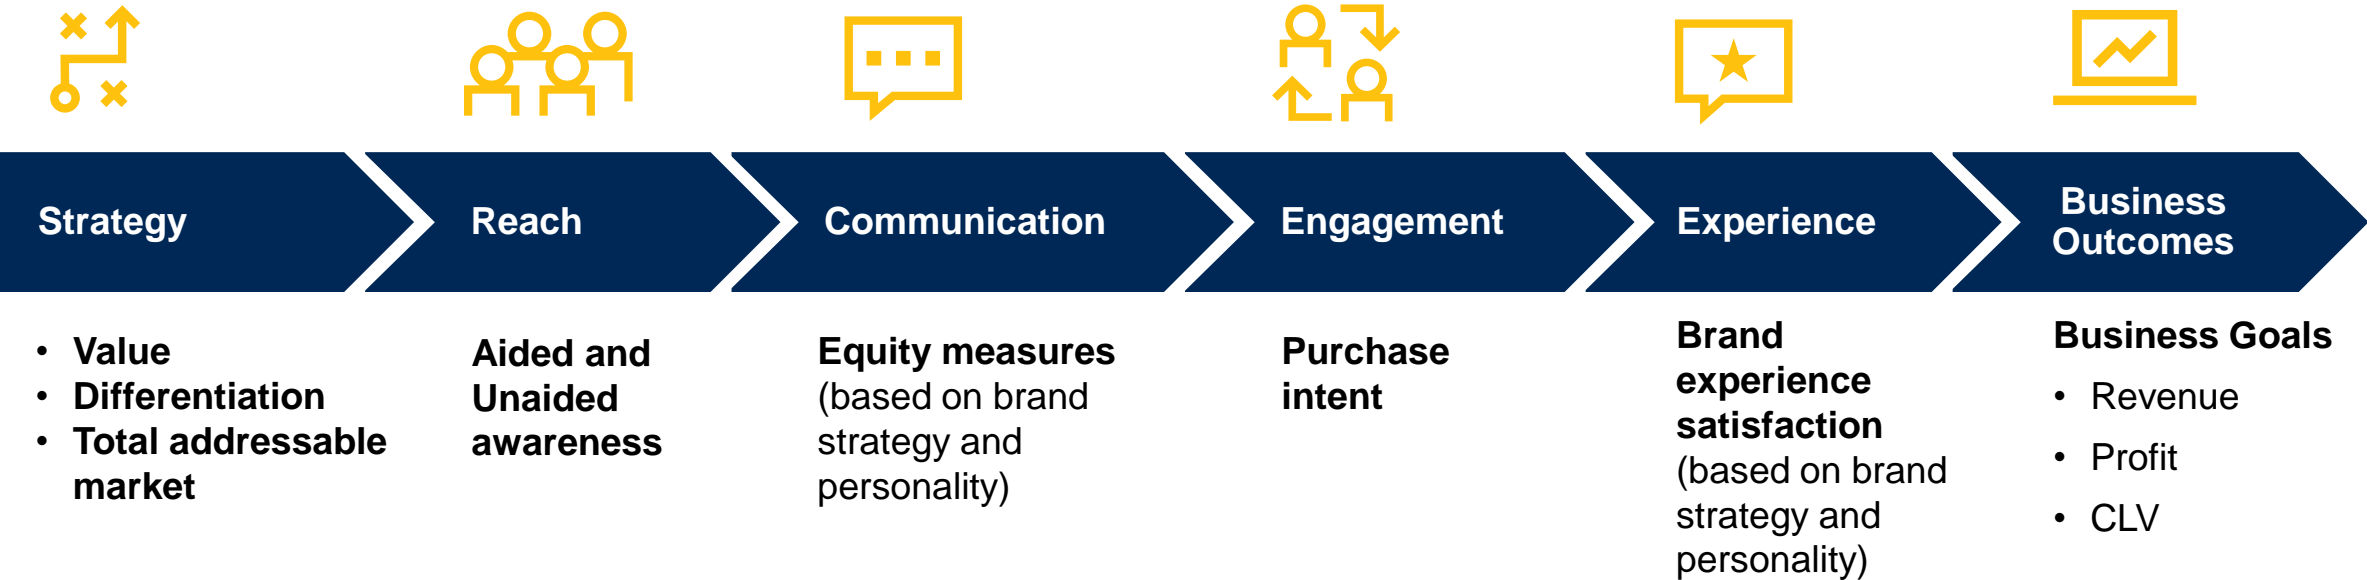 Strategy
Reach
Communication
Engagement
Experience
Business
Outcomes
• Value
• Differentiation
• Total addressable
market
Aided and
Unaided
awareness
Equity measures
(based on brand
strategy and
personality)
Purchase
intent
Brand
experience
satisfaction
(based on brand
strategy and
personality)
Business Goals
• Revenue
• Profit
• CLV